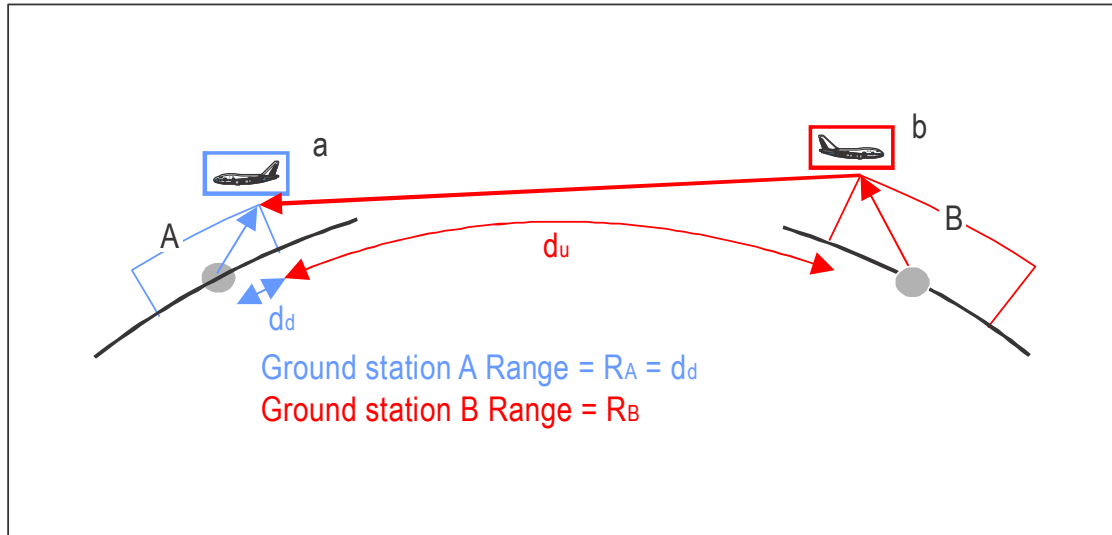 a
b
A
B
du
dd
Ground station A Range = RA = dd
Ground station B Range = RB